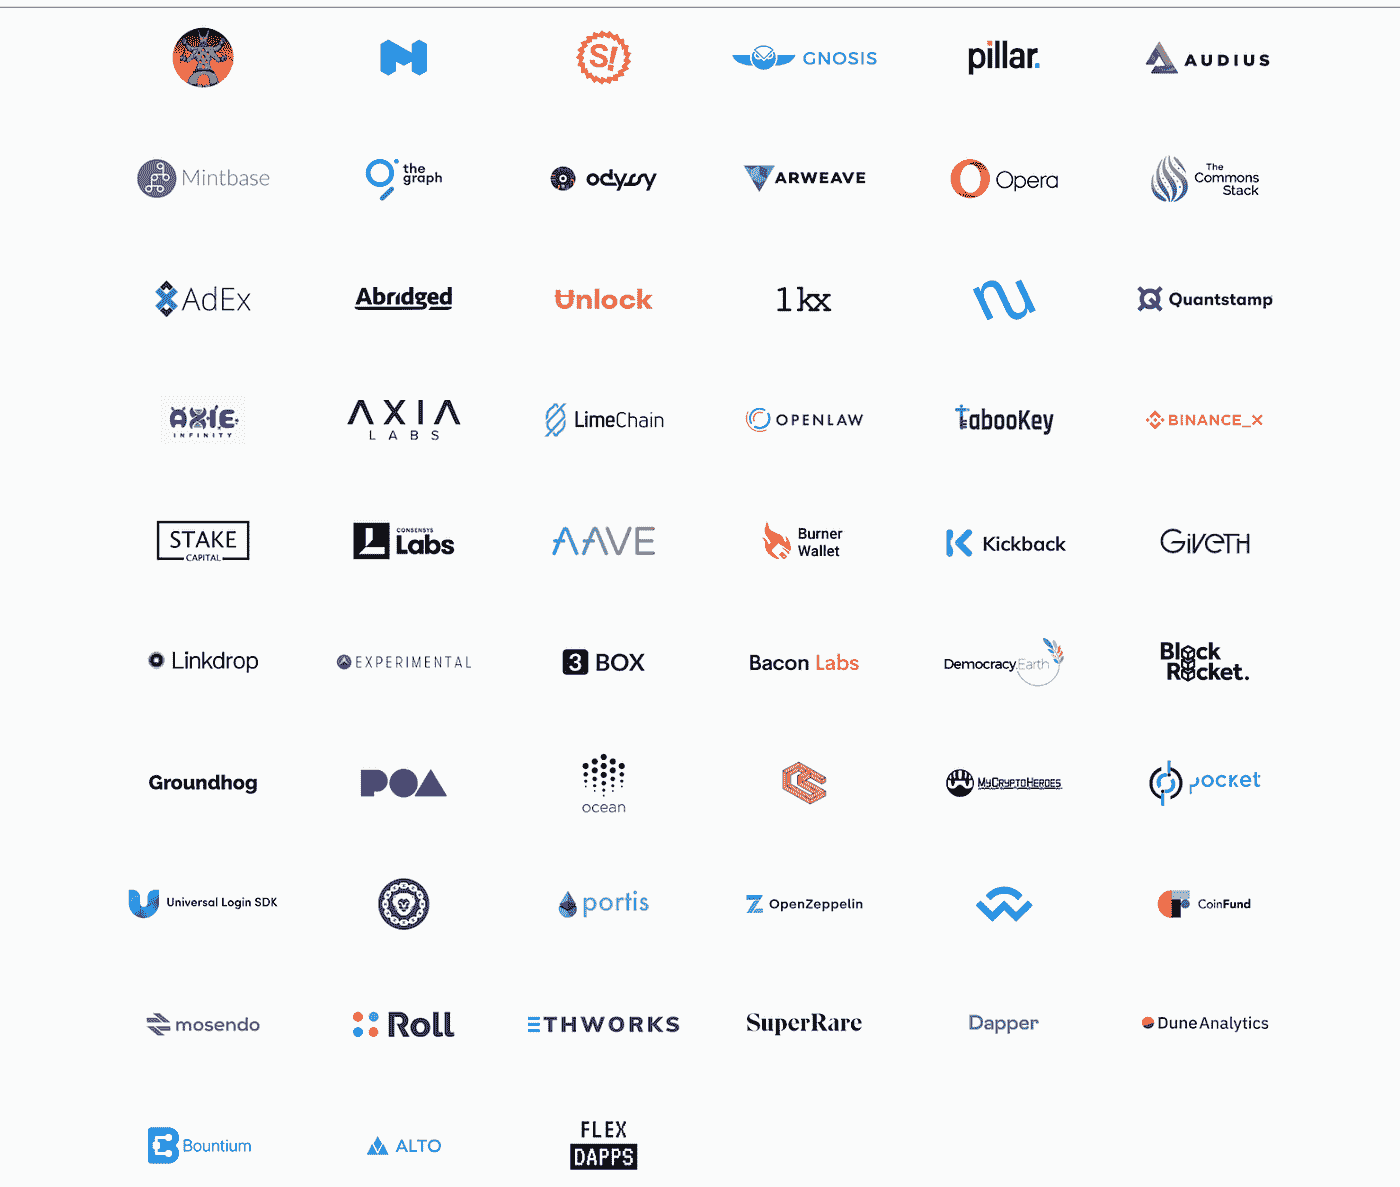 S!
GNOSIS
pillar.
AUDIUS
Mintbase
the
graph
odyssy
ARWEAVE
Opera
The
Commons
Stack
AdEx
Abridged
Unlock
1kx
nu
Quantstamp
AXIE
INFINITY
AXIA
LABS
LimeChain
OPENLAW
TabooKey
BINANCE_X
STAKE
CAPITAL
CONSENSYS
Labs
AAVE
Burner
Wallet
Kickback
GIVETH
Linkdrop
EXPERIMENTAL
3 BOX
Bacon Labs
Democracy.Earth
Block
Rocket.
Groundhog
POA
ocean
MYCRYPTOHEROES
pocket
Universal Login SDK
portis
OpenZeppelin
CoinFund
mosendo
Roll
ETHWORKS
SuperRare
Dapper
DuneAnalytics
Bountium
ALTO
FLEX
DAPPS